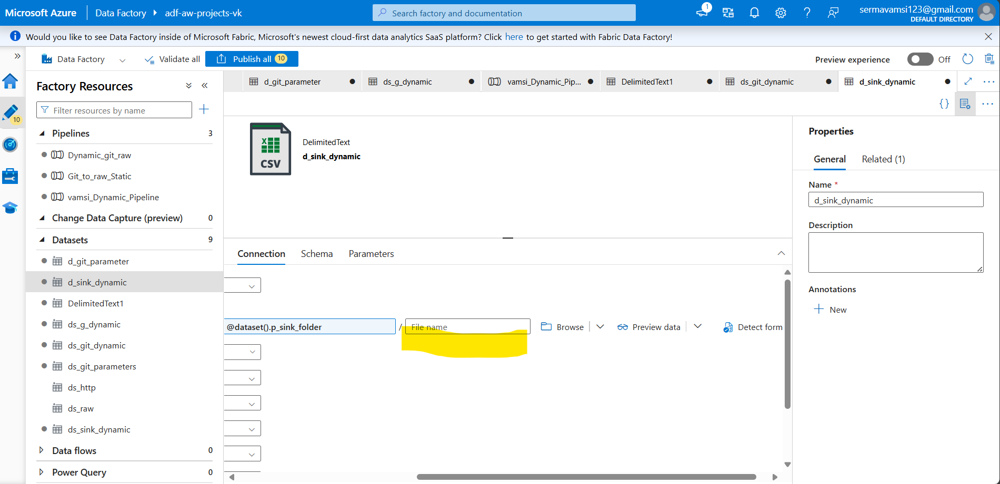 Microsoft Azure
Data Factory
adf-aw-projects-vk
Search factory and documentation
1
sermavamsi123@gmail.com
DEFAULT DIRECTORY
Would you like to see Data Factory inside of Microsoft Fabric, Microsoft's newest cloud-first data analytics SaaS platform? Click here to get started with Fabric Data Factory!
Data Factory
Validate all
Publish all 10
Preview experience
Off
10
Factory Resources
Filter resources by name
Pipelines 3
Dynamic_git_raw
Git_to_raw_Static
vamsi_Dynamic_Pipeline
Change Data Capture (preview) 0
Datasets 9
d_git_parameter
d_sink_dynamic
DelimitedText1
ds_g_dynamic
ds_git_dynamic
ds_git_parameters
ds_http
ds_raw
ds_sink_dynamic
Data flows 0
Power Query 0
d_git_parameter
ds_g_dynamic
vamsi_Dynamic_Pip...
DelimitedText1
ds_git_dynamic
d_sink_dynamic
X
CSV
DelimitedText
d_sink_dynamic
Connection
Schema
Parameters
@dataset().p_sink_folder / File name
Browse
Preview data
Detect form
Properties
General
Related (1)
Name *
d_sink_dynamic
Description
Annotations
New